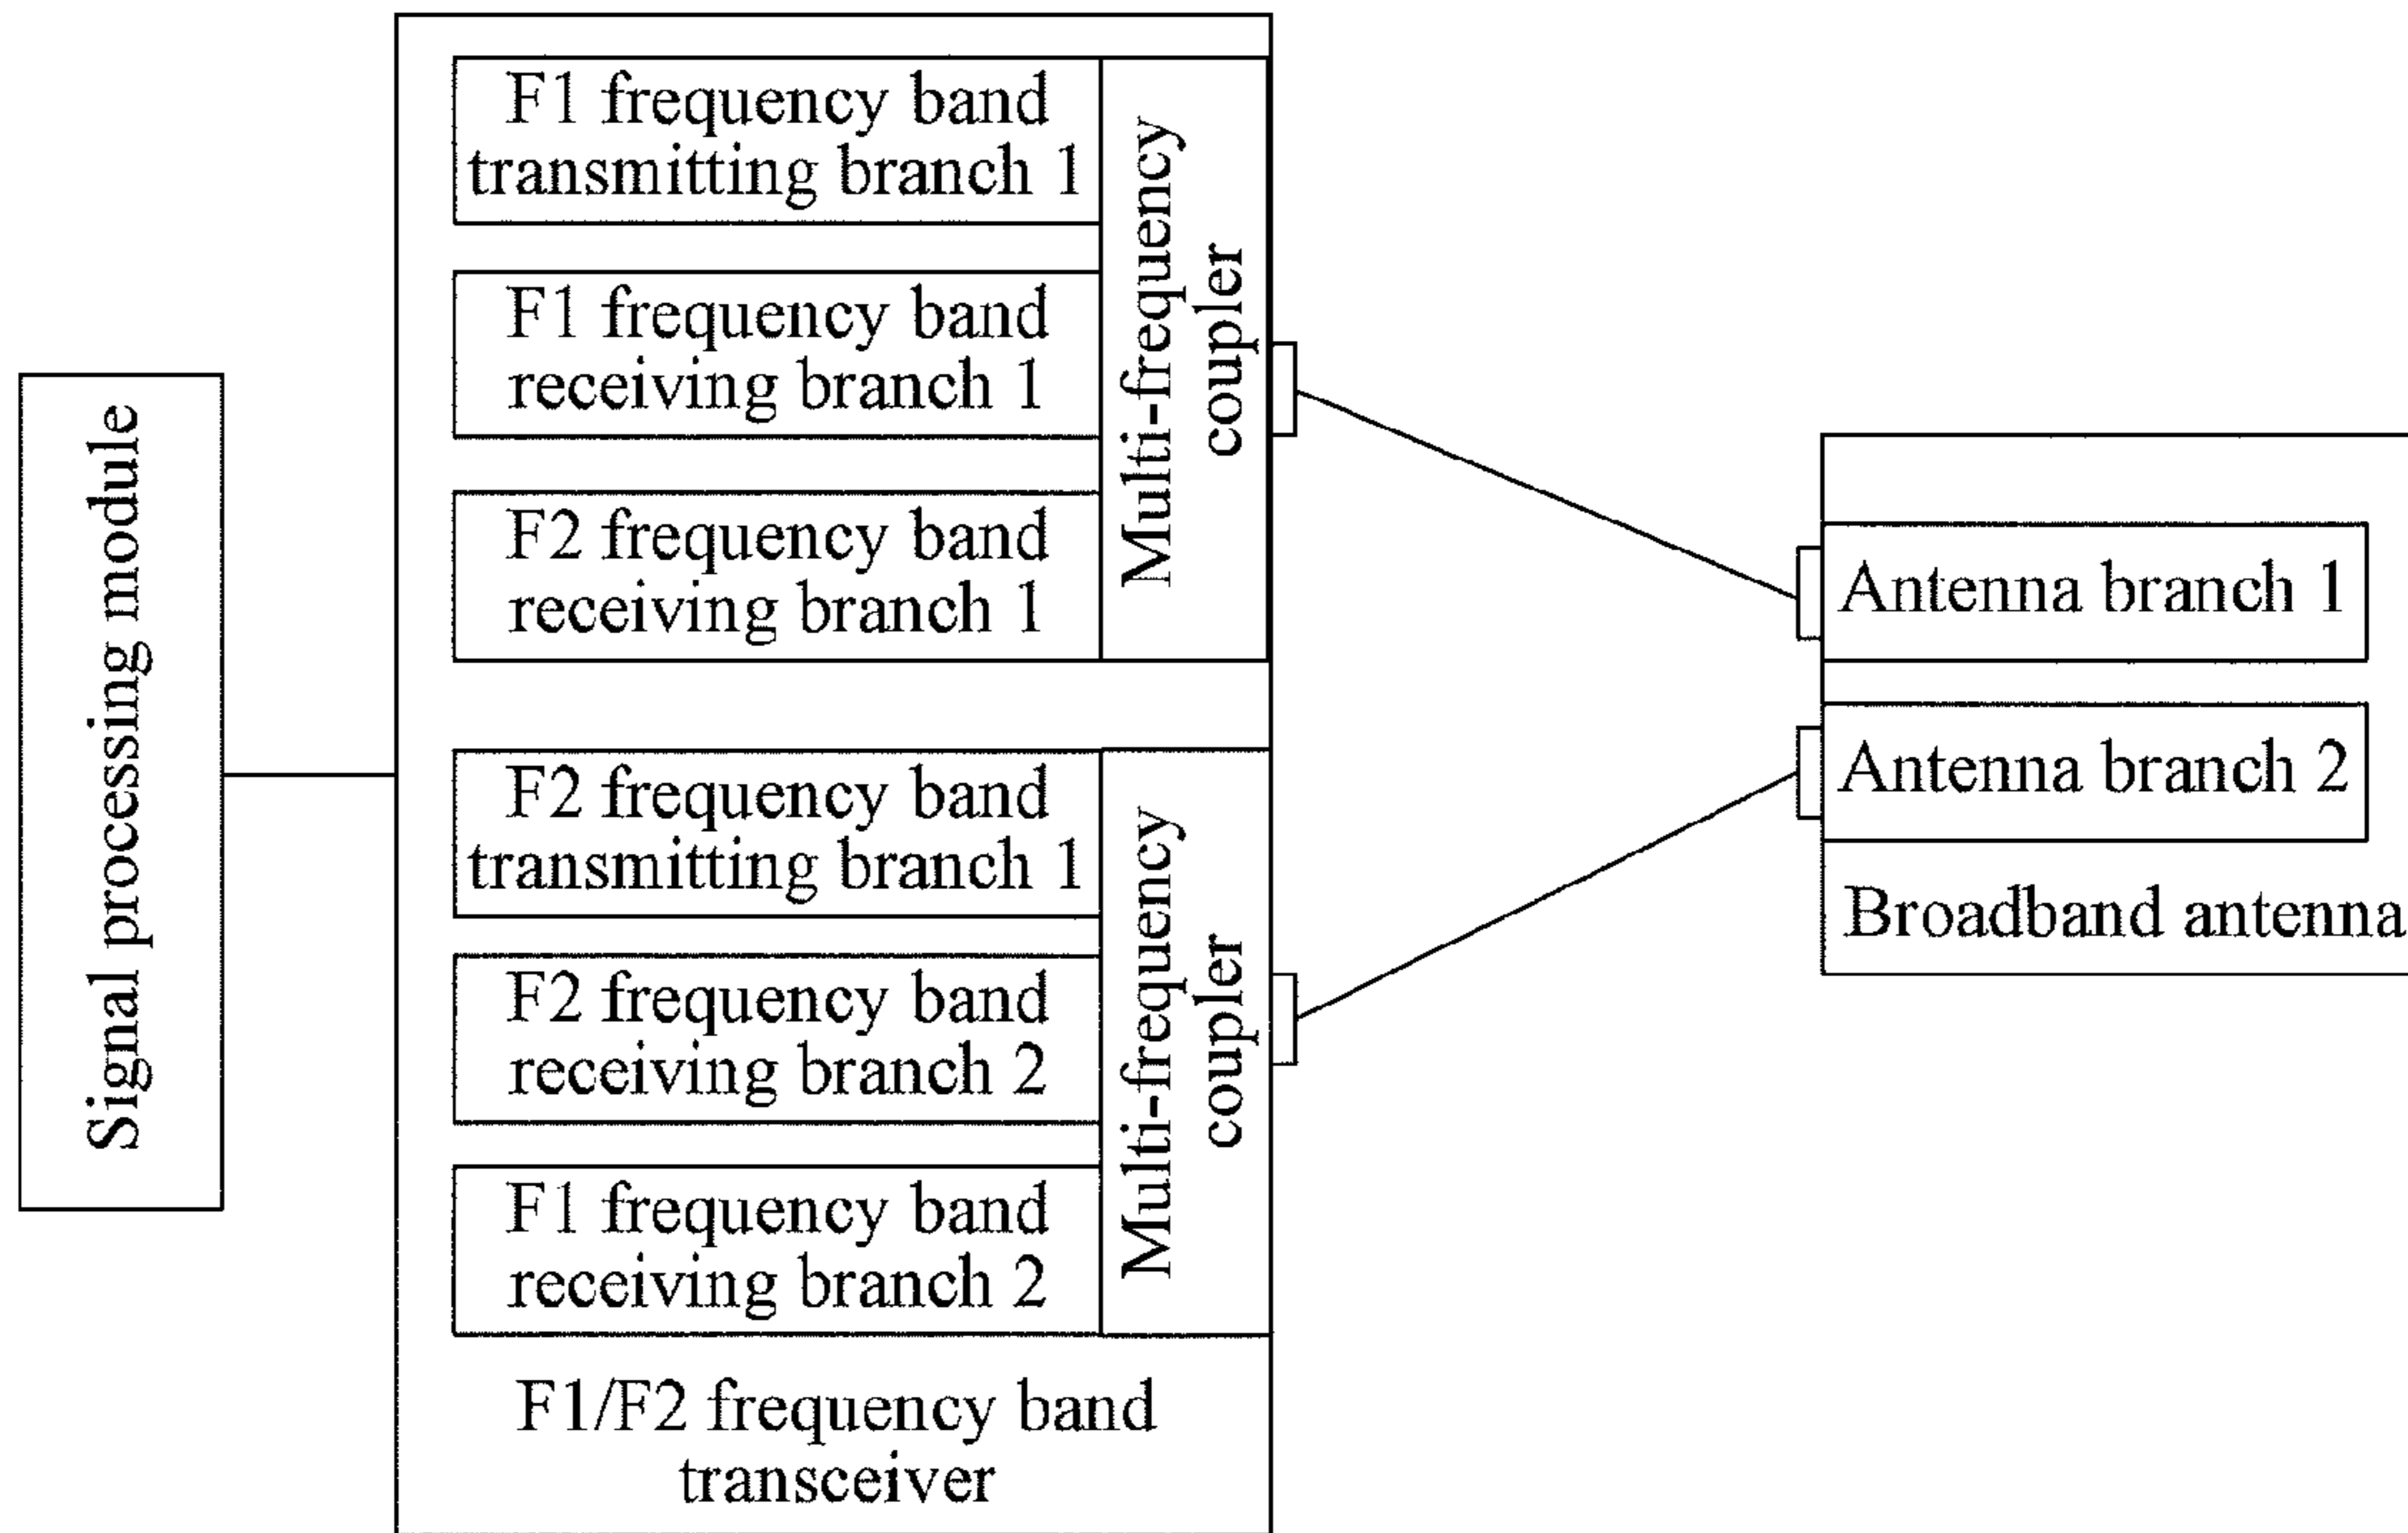 Signal processing module
F1 frequency band
transmitting branch 1
F1 frequency band
receiving branch 1
F2 frequency band
receiving branch 1
Multi-frequency
coupler
F2 frequency band
transmitting branch 1
F2 frequency band
receiving branch 2
F1 frequency band
receiving branch 2
Multi-frequency
coupler
F1/F2 frequency band
transceiver
Antenna branch 1
Antenna branch 2
Broadband antenna